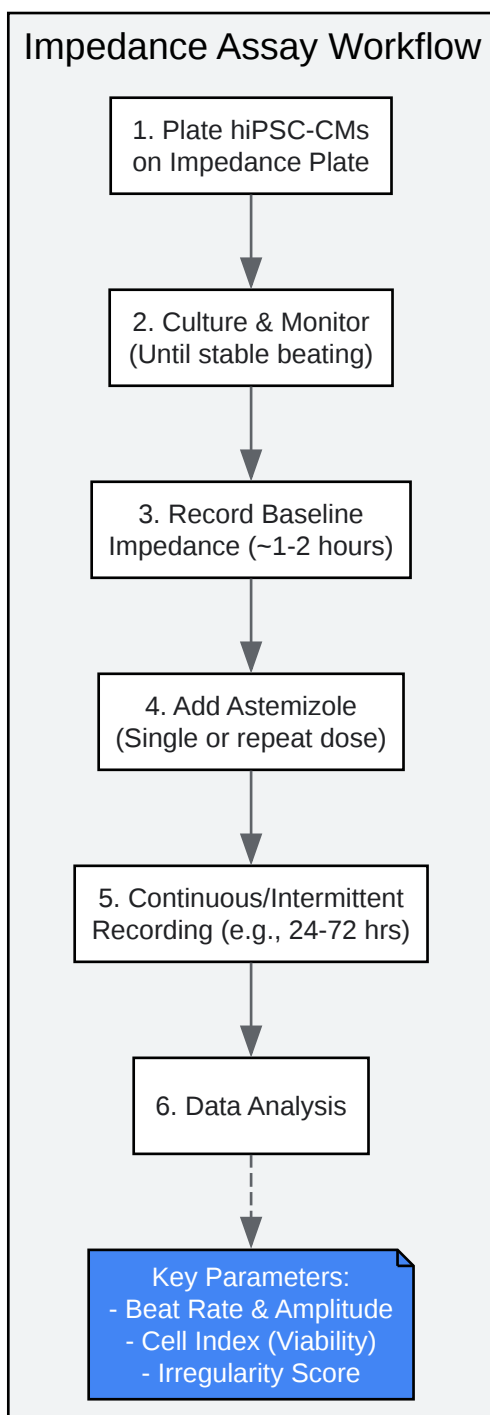 Impedance Assay Workflow
1. Plate hiPSC-CMs
on Impedance Plate
2. Culture & Monitor
(Until stable beating)
3. Record Baseline
Impedance (~1-2 hours)
4. Add Astemizole
(Single or repeat dose)
5. Continuous/Intermittent
Recording (e.g., 24-72 hrs)
6. Data Analysis
Key Parameters:
- Beat Rate & Amplitude
- Cell Index (Viability)
- Irregularity Score